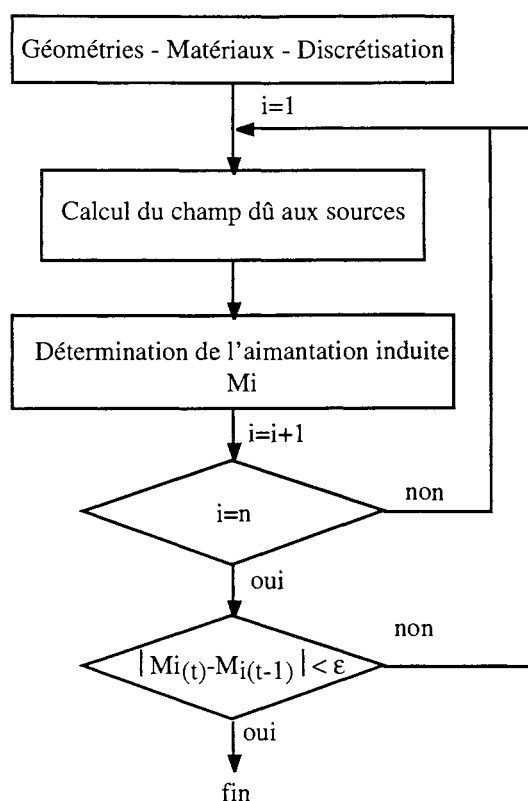 Géométries - Matériaux - Discrétisation
i=1
Calcul du champ dû aux sources
Détermination de l'aimantation induite
Mi
i=i+1
i=n
non
oui
non
| Mi(t)-Mi(t-1) | < ε
oui
fin